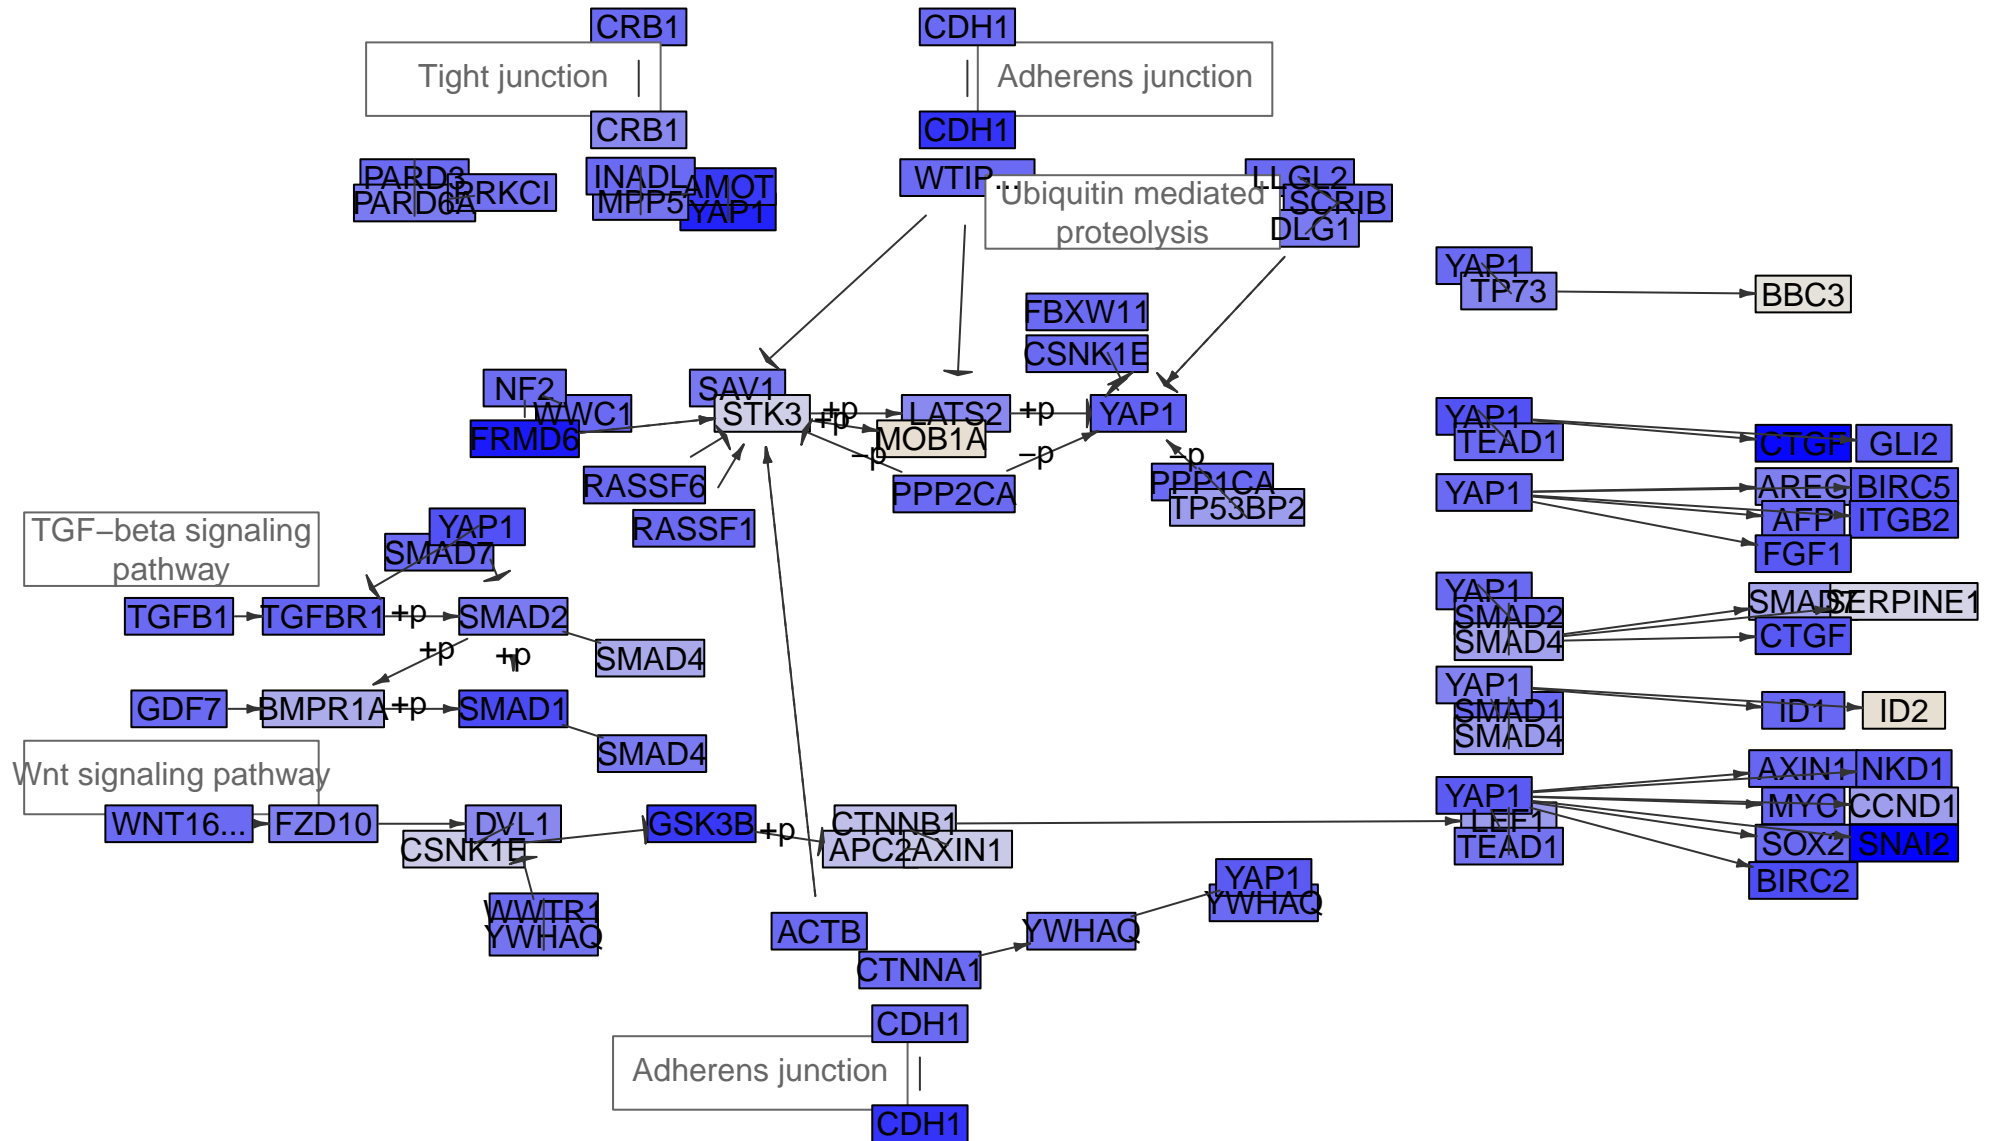 CRB1
CDH1
Tight junction
Adherens junction
CRB1
CDH1
PARD3
PRKCI
PARD6A
INADL
AMOT
MPP5
YAP1
WTIP...
LLGL2
Ubiquitin mediated
proteolysis
SCRIB
DLG1
YAP1
TP73
BBC3
FBXW11
CSNK1E
NF2
WWC1
FRMD6
SAV1
STK3
+p
+p
LATS2
MOB1A
+p
YAP1
−p
−p
−p
RASSF6
RASSF1
PPP2CA
PPP1CA
TP53BP2
YAP1
TEAD1
CTGF
GLI2
YAP1
AREG
BIRC5
AFP
ITGB2
FGF1
TGF−beta signaling
pathway
YAP1
SMAD7
TGFB1
TGFBR1
+p
SMAD2
+p
+p
SMAD4
YAP1
SMAD2
SMAD4
SMAD7
SERPINE1
CTGF
GDF7
BMPR1A
+p
SMAD1
SMAD4
YAP1
SMAD1
SMAD4
ID1
ID2
Wnt signaling pathway
WNT16...
FZD10
DVL1
CSNK1E
GSK3B
+p
CTNNB1
APC2
AXIN1
YAP1
LEF1
TEAD1
AXIN1
NKD1
MYC
CCND1
SOX2
SNAI2
BIRC2
WWTR1
YWHAQ
ACTB
CTNNA1
YWHAQ
YAP1
YWHAQ
CDH1
Adherens junction
CDH1